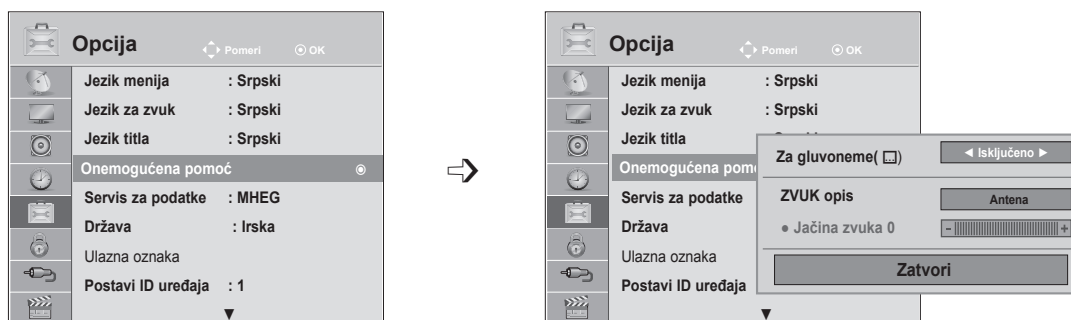 Opcija
Pomeri OK
Jezik menija : Srpski
Jezik za zvuk : Srpski
Jezik titla : Srpski
Onemogućena pomoć
Servis za podatke : MHEG
Država : Irska
Ulazna oznaka
Postavi ID uređaja : 1
Opcija
Pomeri OK
Jezik menija : Srpski
Jezik za zvuk : Srpski
Jezik titla
Onemogućena
Servis za podatke
Država
Ulazna oznaka
Postavi ID uređaja
Za gluvoneme( ) ◄ Isključeno ►
ZVUK opis Antena
● Jačina zvuka 0 - +
Zatvori